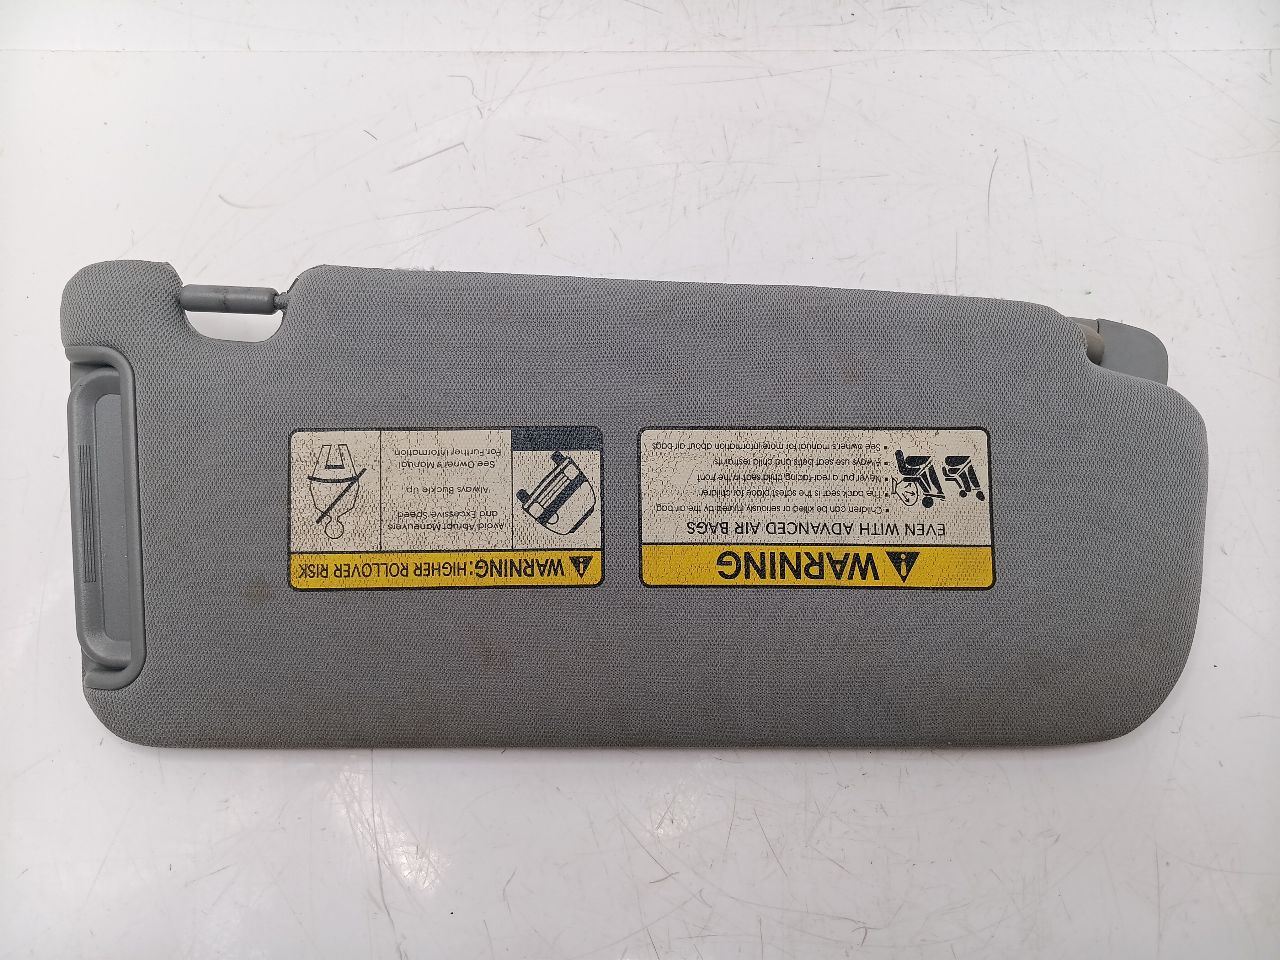 WARNING
EVEN WITH ADVANCED AIR BAGS
• Children can be killed or seriously injured by the air bag
• The back seat is the safest place for children
• Never put a rear facing child seat in the front
• Always use seat belts and child restraints
• See owner's manual for more information about air bags
WARNING: HIGHER ROLLOVER RISK
Avoid Abrupt Maneuvers
and Excessive Speed
Always Buckle Up
See Owner's Manual
For Further Information